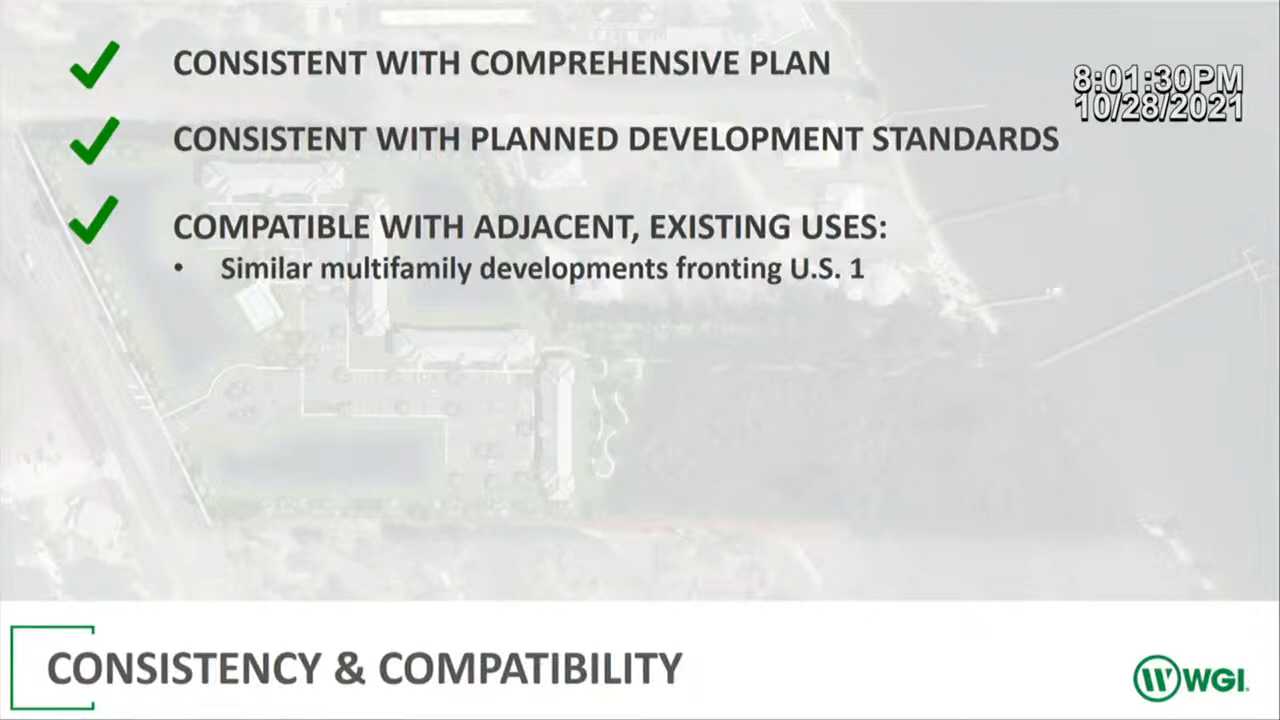 CONSISTENT WITH COMPREHENSIVE PLAN
8:01:30PM
10/28/2021
CONSISTENT WITH PLANNED DEVELOPMENT STANDARDS
COMPATIBLE WITH ADJACENT, EXISTING USES:
• Similar multifamily developments fronting U.S. 1
CONSISTENCY & COMPATIBILITY
WGI.